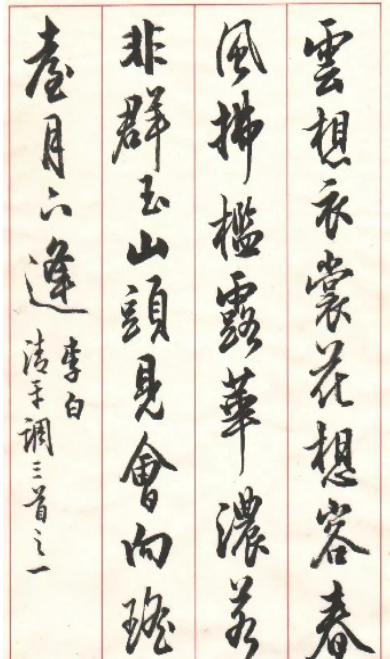 雲想衣裳花想容春
風拂檻露華濃若
非群玉山頭見會向瑤
臺月下逢
李白
清平調三首之一